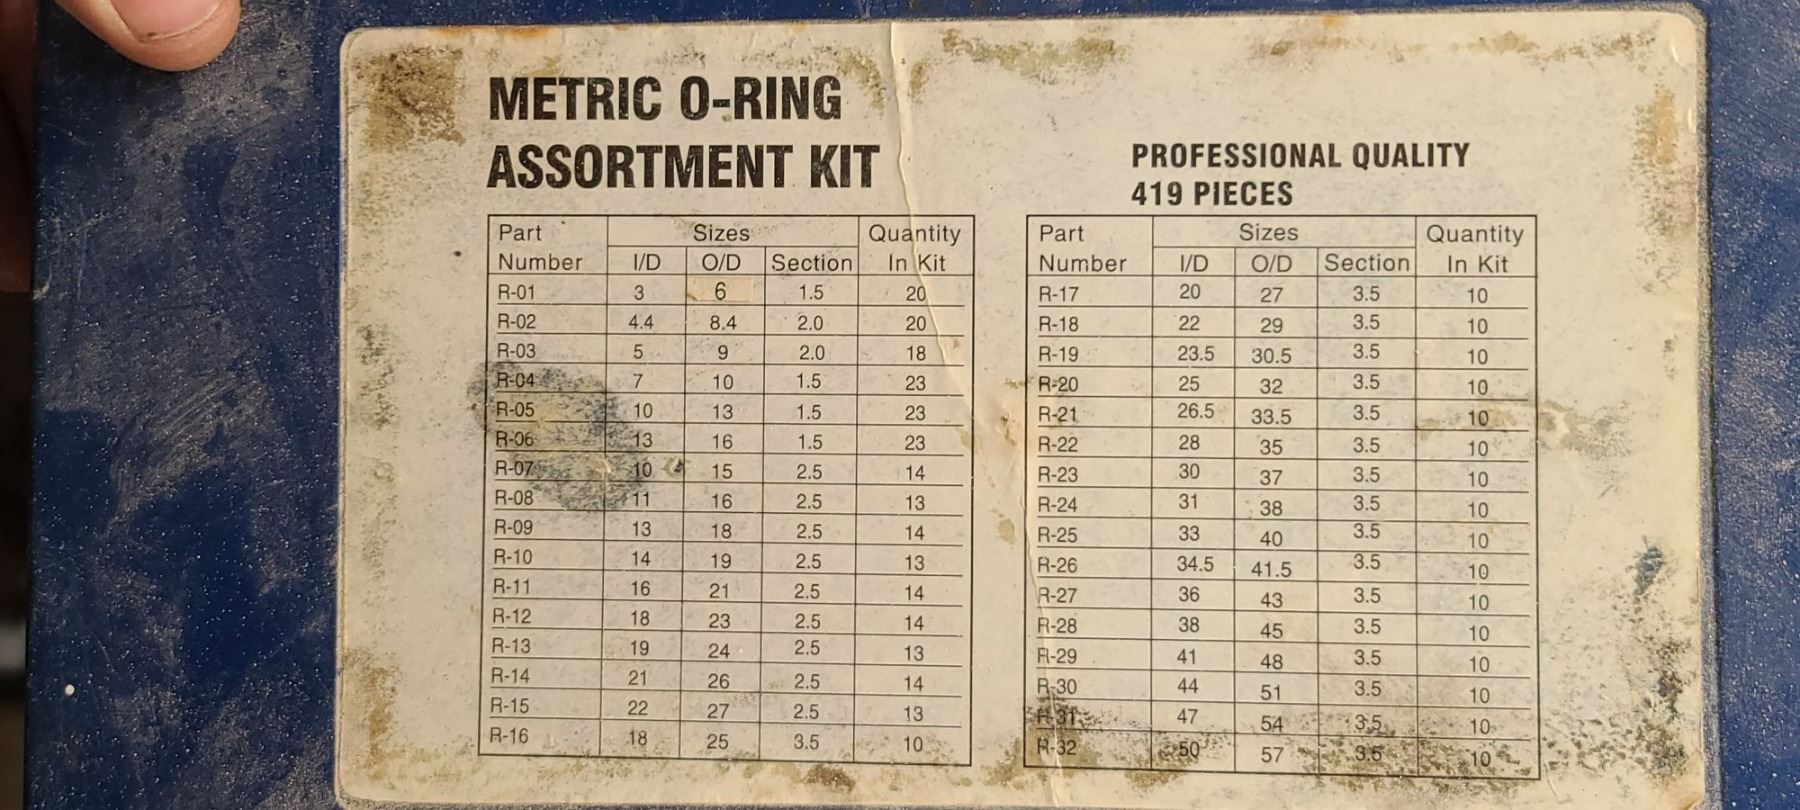 METRIC O-RING
ASSORTMENT KIT
Part Number Sizes I/D O/D Section Quantity In Kit
R-01 3 6 1.5 20
R-02 4.4 8.4 2.0 20
R-03 5 9 2.0 18
R-04 7 10 1.5 23
R-05 10 13 1.5 23
R-06 13 16 1.5 23
R-07 10 15 2.5 14
R-08 11 16 2.5 13
R-09 13 18 2.5 14
R-10 14 19 2.5 13
R-11 16 21 2.5 14
R-12 18 23 2.5 14
R-13 19 24 2.5 13
R-14 21 26 2.5 14
R-15 22 27 2.5 13
R-16 18 25 3.5 10
PROFESSIONAL QUALITY
419 PIECES
Part Number Sizes I/D O/D Section Quantity In Kit
R-17 20 27 3.5 10
R-18 22 29 3.5 10
R-19 23.5 30.5 3.5 10
R-20 25 32 3.5 10
R-21 26.5 33.5 3.5 10
R-22 28 35 3.5 10
R-23 30 37 3.5 10
R-24 31 38 3.5 10
R-25 33 40 3.5 10
R-26 34.5 41.5 3.5 10
R-27 36 43 3.5 10
R-28 38 45 3.5 10
R-29 41 48 3.5 10
R-30 44 51 3.5 10
R-31 47 54 3.5 10
R-32 50 57 3.5 10